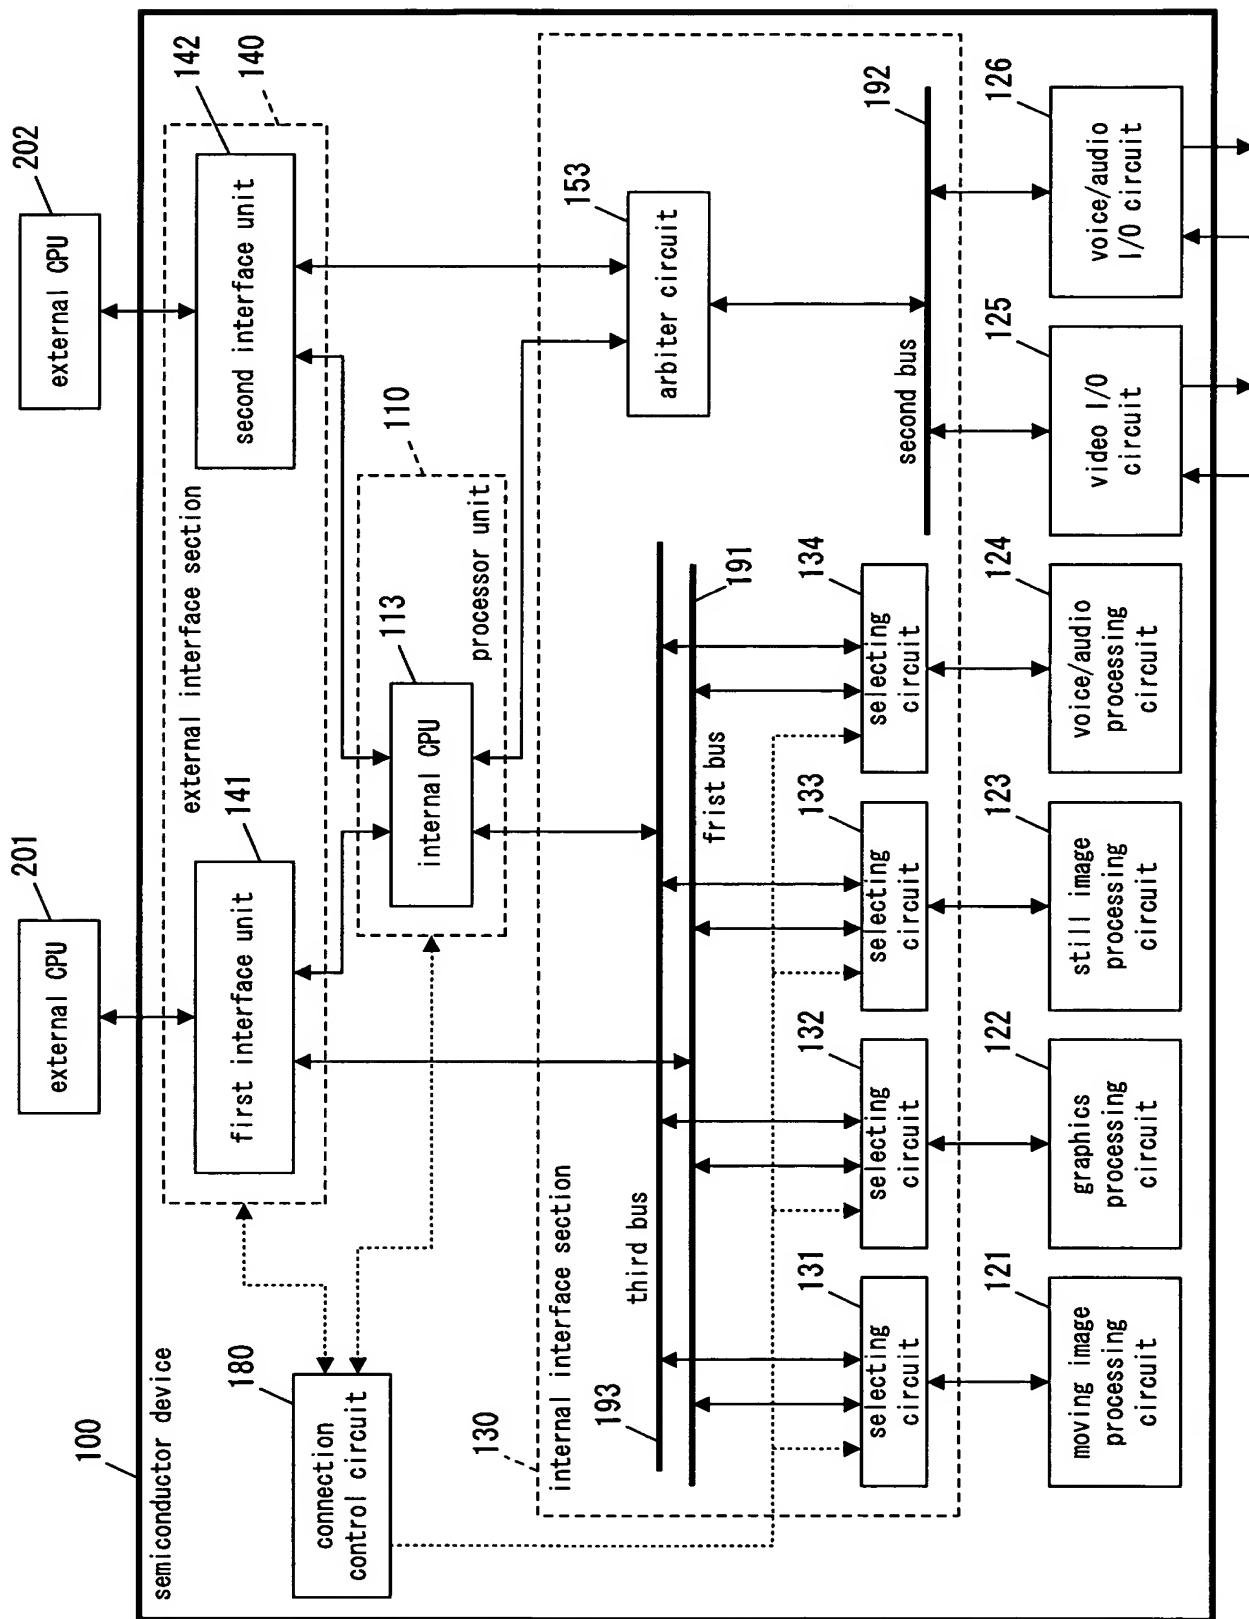 100
semiconductor device
201
external CPU
202
external CPU
external interface section
140
141
first interface unit
142
second interface unit
180
connection
control circuit
110
processor unit
113
internal CPU
130
internal interface section
153
arbiter circuit
third bus
193
191
frist bus
second bus
192
131
selecting
circuit
132
selecting
circuit
133
selecting
circuit
134
selecting
circuit
121
moving image
processing
circuit
122
graphics
processing
circuit
123
still image
processing
circuit
124
voice/audio
processing
circuit
125
video I/O
circuit
126
voice/audio
I/O circuit